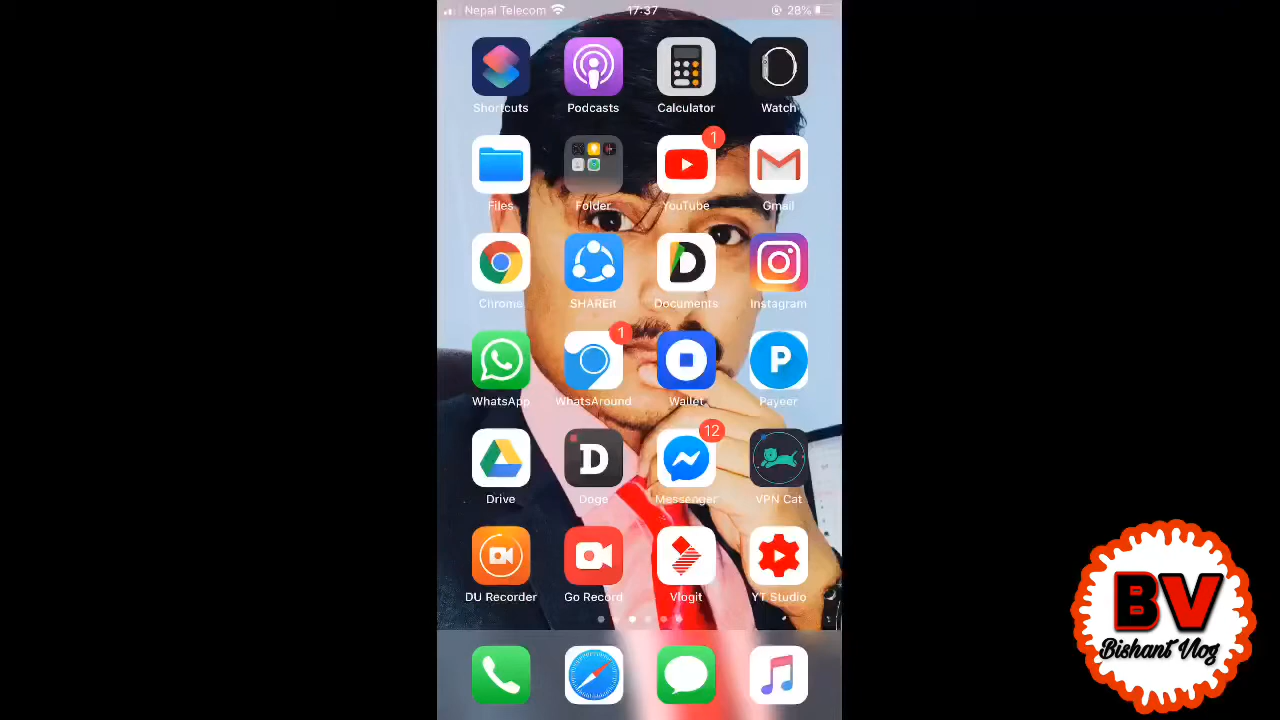 Nepal Telecom 17:37 28%
Shortcuts Podcasts Calculator Watch
1
Files Folder YouTube Gmail
Chrome SHAREit Documents Instagram
1
P
WhatsApp WhatsAround Wallet Payeer
D 12
Drive Doge Messenger VPN Cat
DU Recorder Go Record Vlogit YT Studio
BV
Bishant Vlog